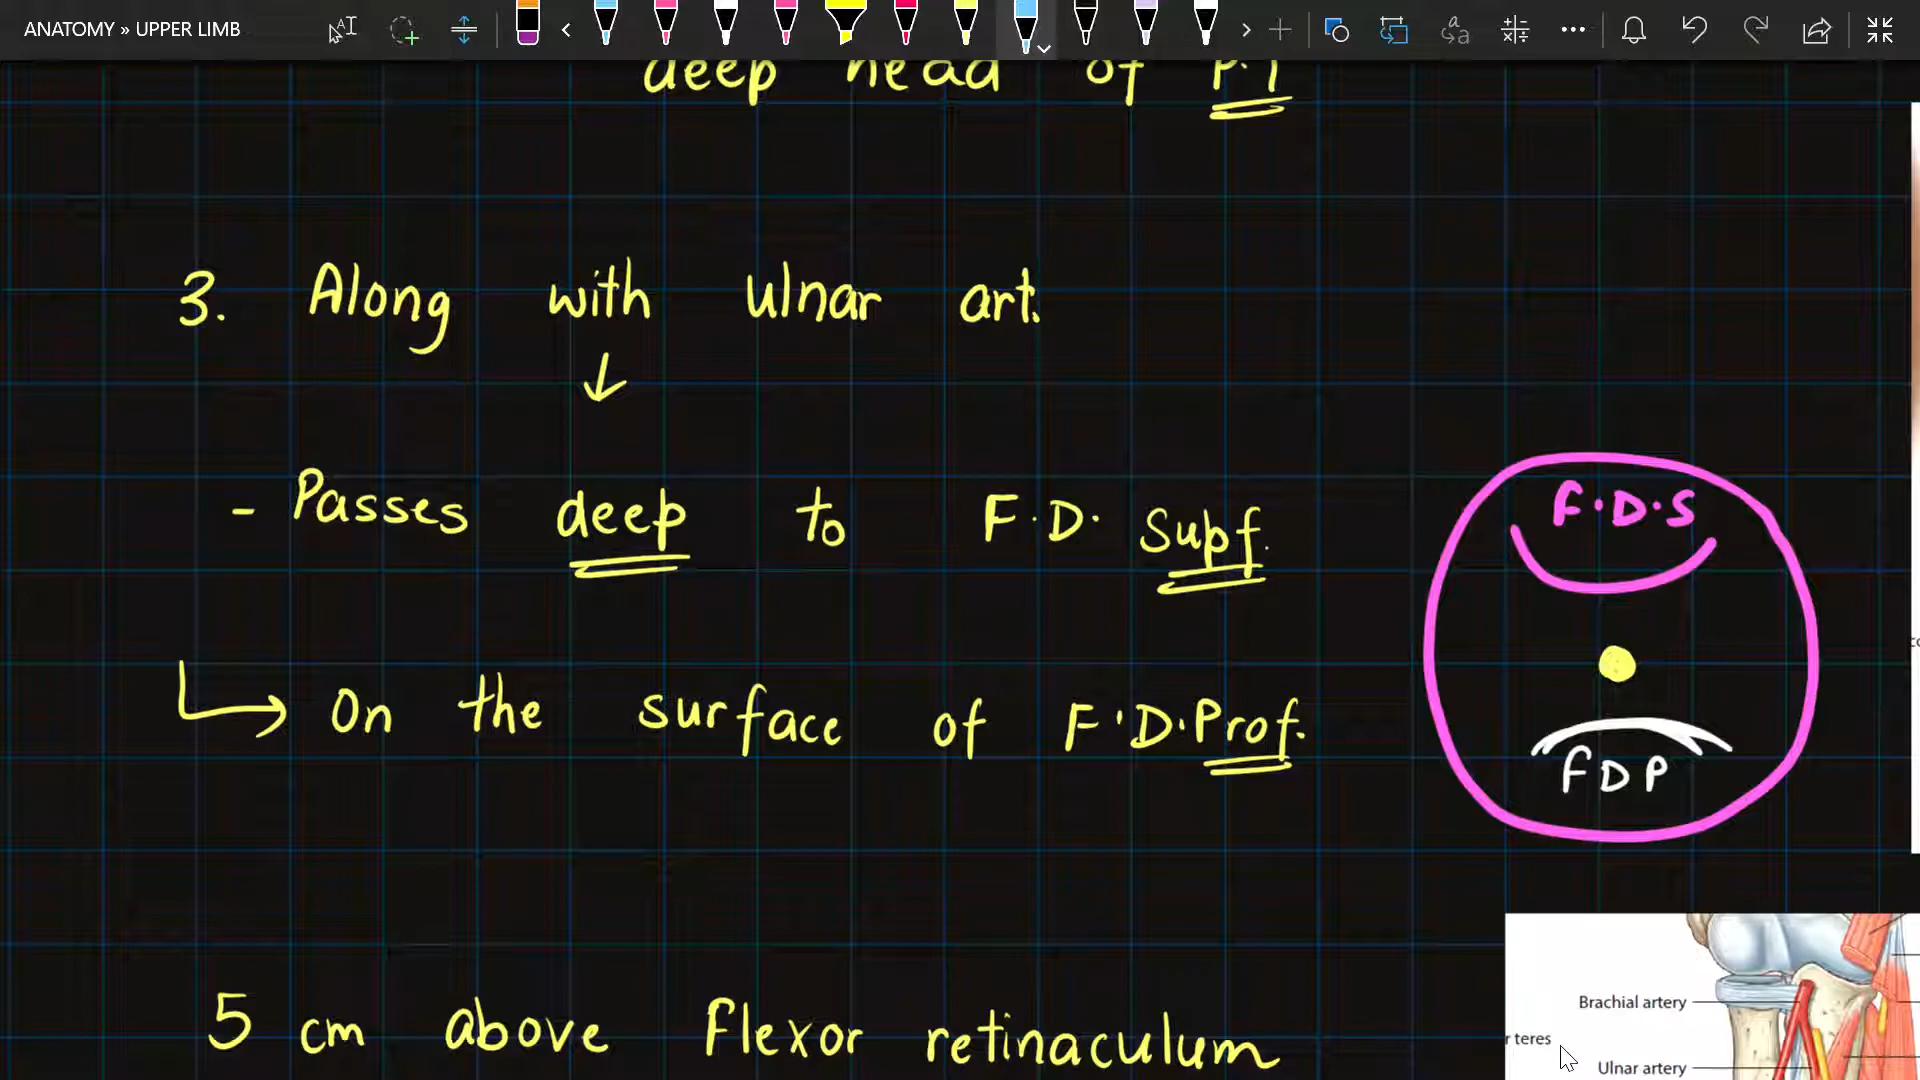 ANATOMY » UPPER LIMB
deep head of P.T
3. Along with ulnar art.
↓
- Passes deep to F.D. Supf.
F.D.S
↳ On the surface of F.D.Prof.
FDP
5 cm above flexor retinaculum
Brachial artery
r teres
Ulnar artery